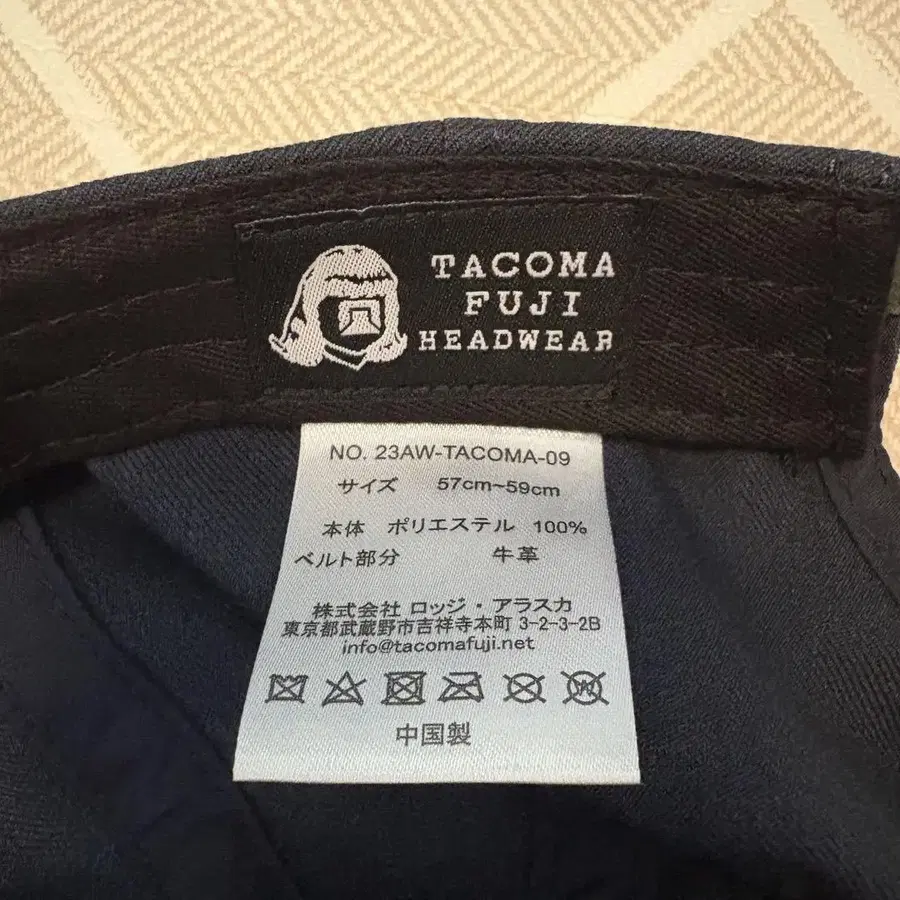 TACOMA
FUJI
HEADWEAR
NO. 23AW-TACOMA-09
サイズ 57cm~59cm
本体 ポリエステル 100%
ベルト部分 牛革
株式会社 ロッジ・アラスカ
東京都武蔵野市吉祥寺本町 3-2-3-2B
info@tacomafuji.net
W
中国製